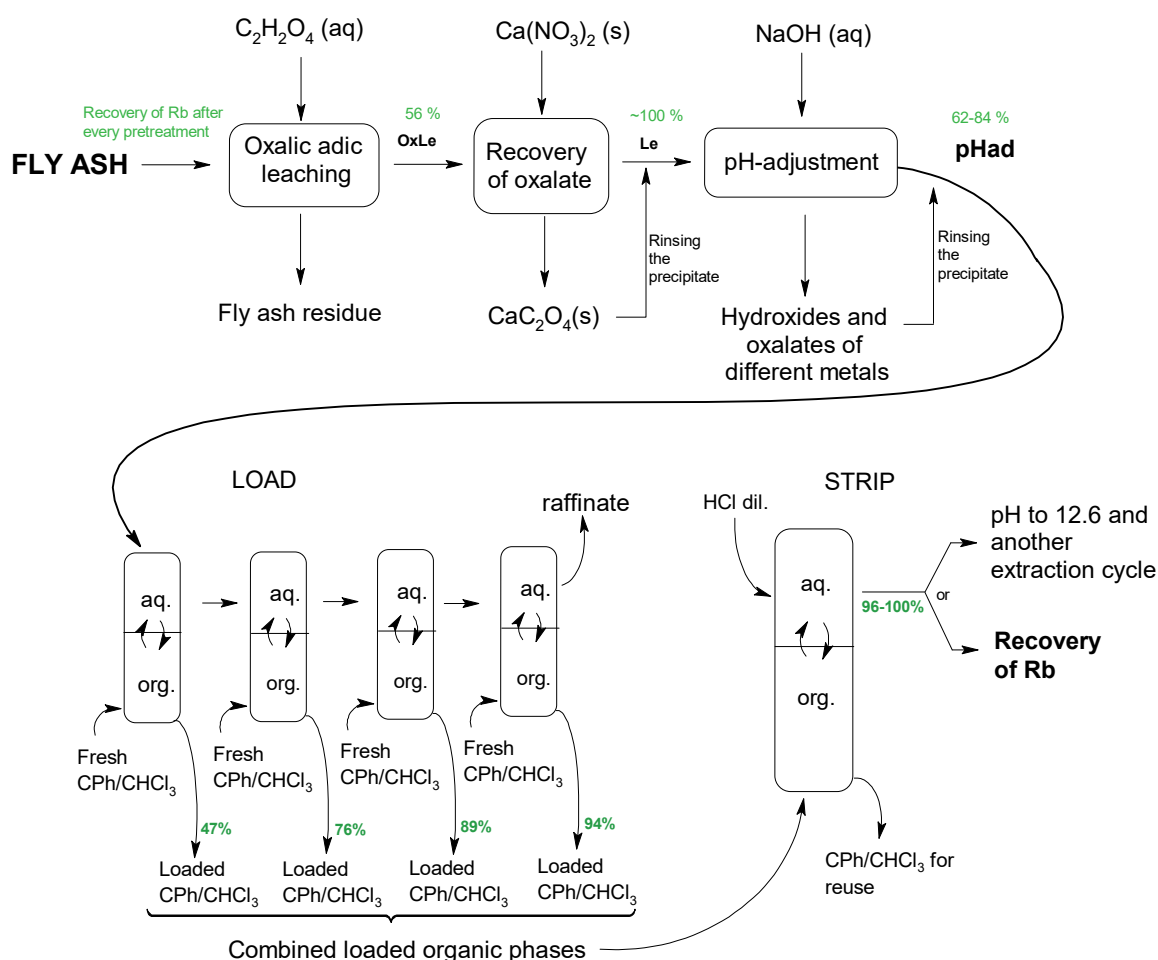 C2H2O4 (aq)
Ca(NO3)2 (s)
NaOH (aq)
Recovery of Rb after
every pretreatment
FLY ASH
Oxalic adic
leaching
56 %
OxLe
Recovery
of oxalate
~100 %
Le
pH-adjustment
62-84 %
pHad
Rinsing
the
precipitate
Rinsing
the
precipitate
Fly ash residue
CaC2O4(s)
Hydroxides and
oxalates of
different metals
LOAD
STRIP
raffinate
HCl dil.
aq.
org.
aq.
org.
aq.
org.
aq.
org.
Fresh
CPh/CHCl3
Fresh
CPh/CHCl3
Fresh
CPh/CHCl3
Fresh
CPh/CHCl3
47%
76%
89%
94%
Loaded
CPh/CHCl3
Loaded
CPh/CHCl3
Loaded
CPh/CHCl3
Loaded
CPh/CHCl3
Combined loaded organic phases
aq.
org.
96-100%
or
pH to 12.6 and
another
extraction cycle
Recovery
of Rb
CPh/CHCl3 for
reuse